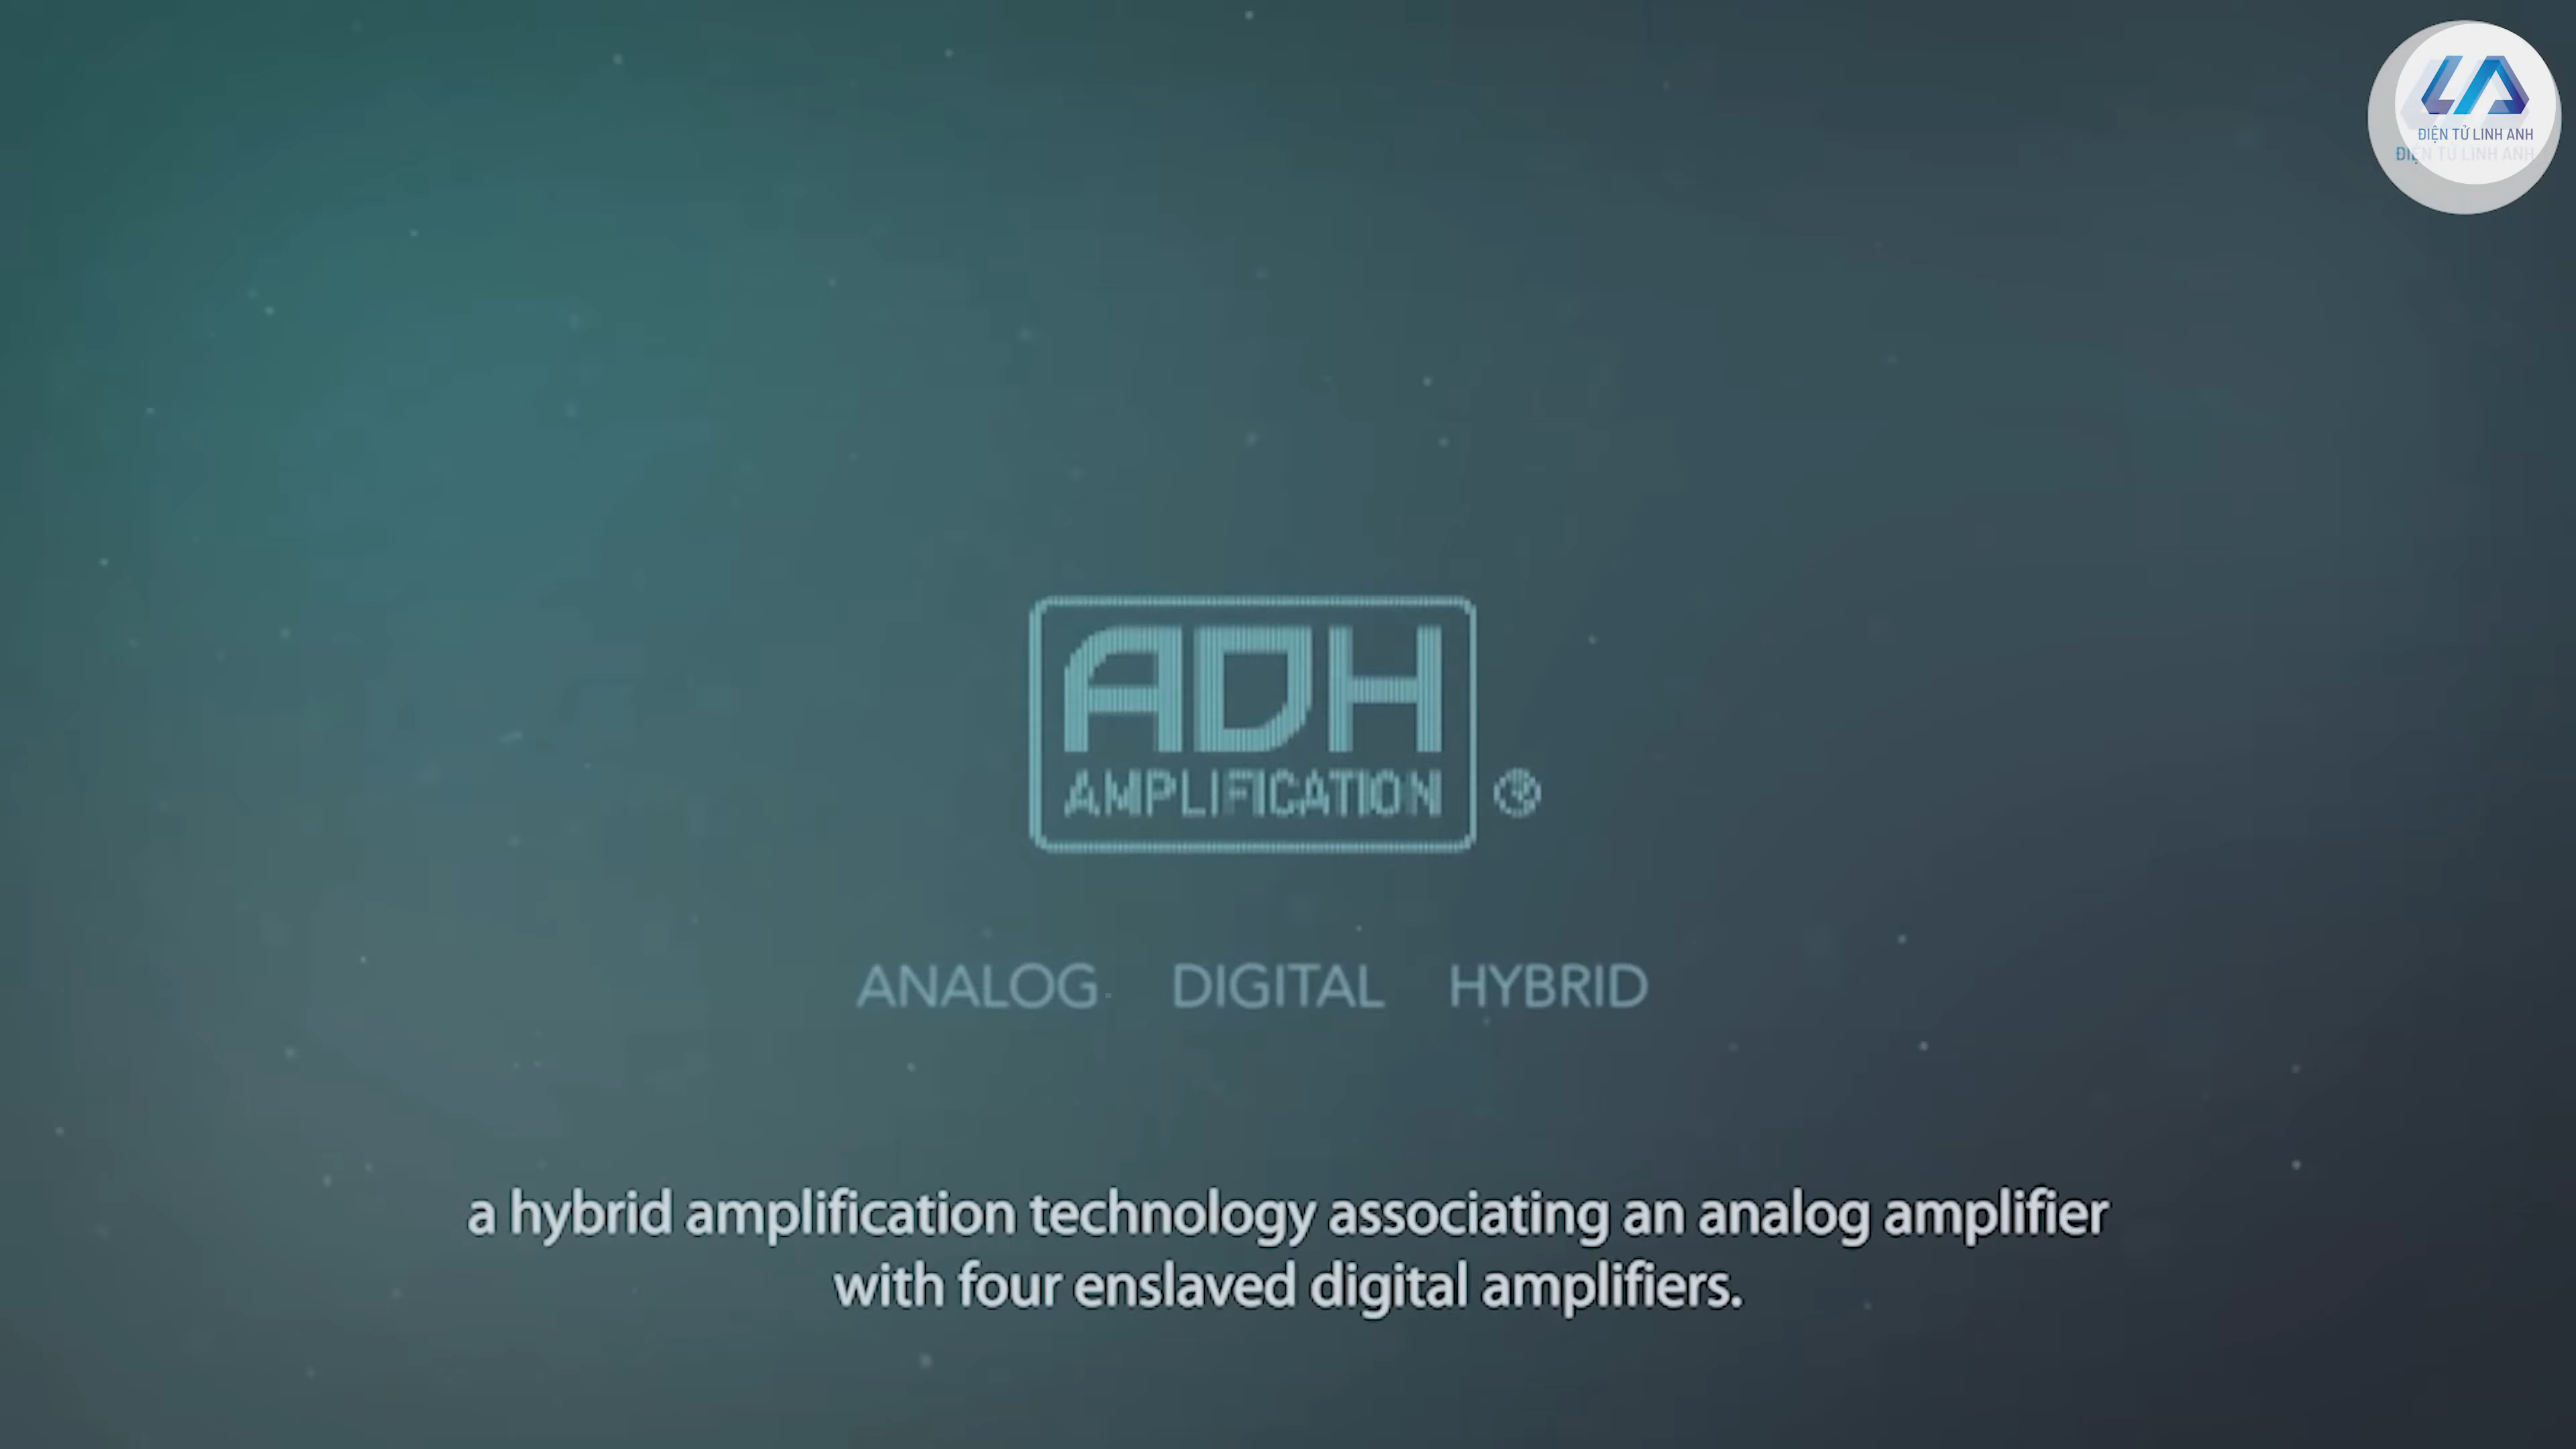 ĐIỆN TỬ LINH ANH
ĐIỆN TỬ LINH ANH
ADH
AMPLIFICATION ®
ANALOG DIGITAL HYBRID
a hybrid amplification technology associating an analog amplifier
with four enslaved digital amplifiers.